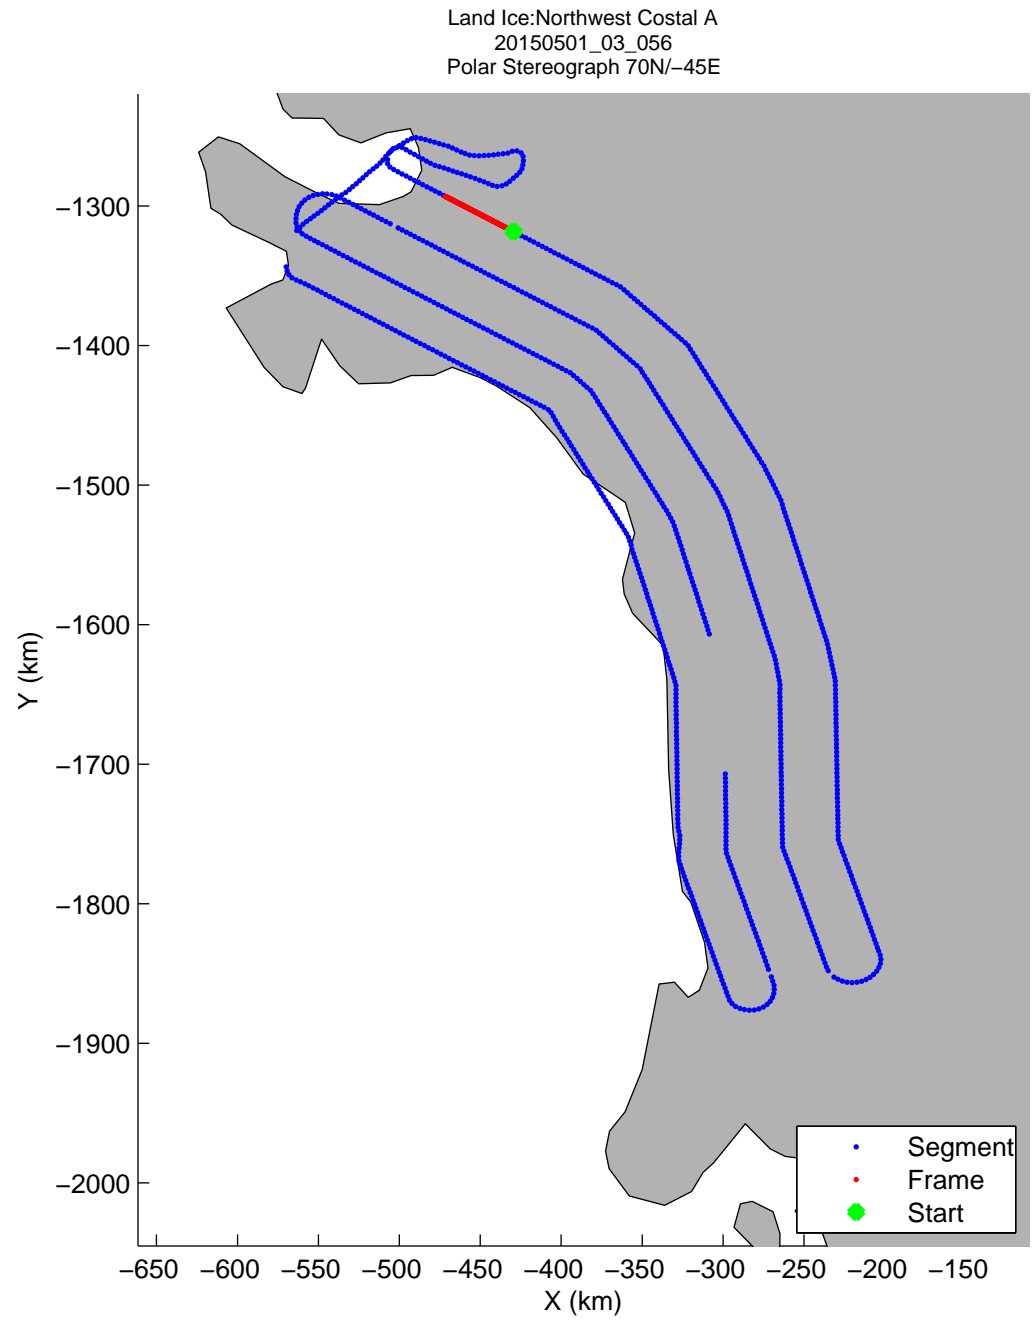 Land Ice:Northwest Costal A
20150501_03_056
Polar Stereograph 70N/−45E
−1300
−1400
−1500
−1600
−1700
−1800
−1900
−2000
Y (km)
Segment
Frame
Start
−650 −600 −550 −500 −450 −400 −350 −300 −250 −200 −150
X (km)